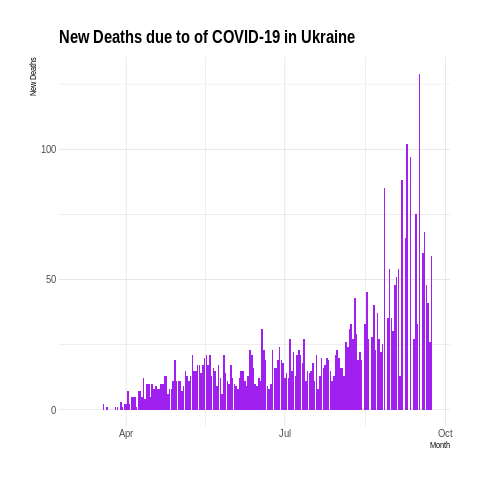 New Deaths due to of COVID-19 in Ukraine
New Deaths
100
50
0
Apr
Jul
Oct
Month